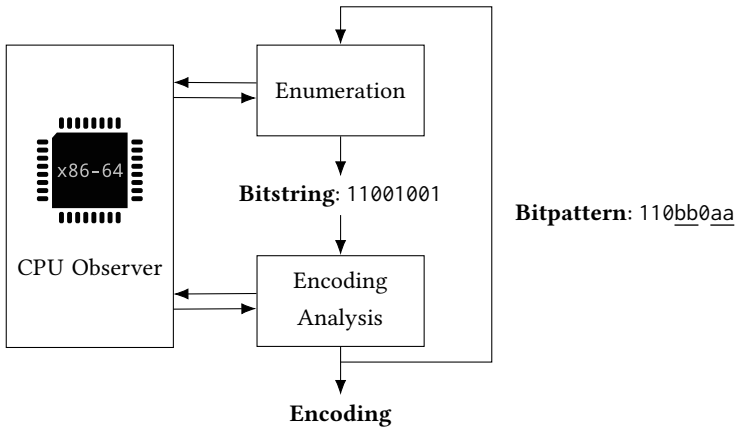 Enumeration
x86-64
CPU Observer
Bitstring: 11001001
Bitpattern: 110bb0aa
Encoding
Analysis
Encoding